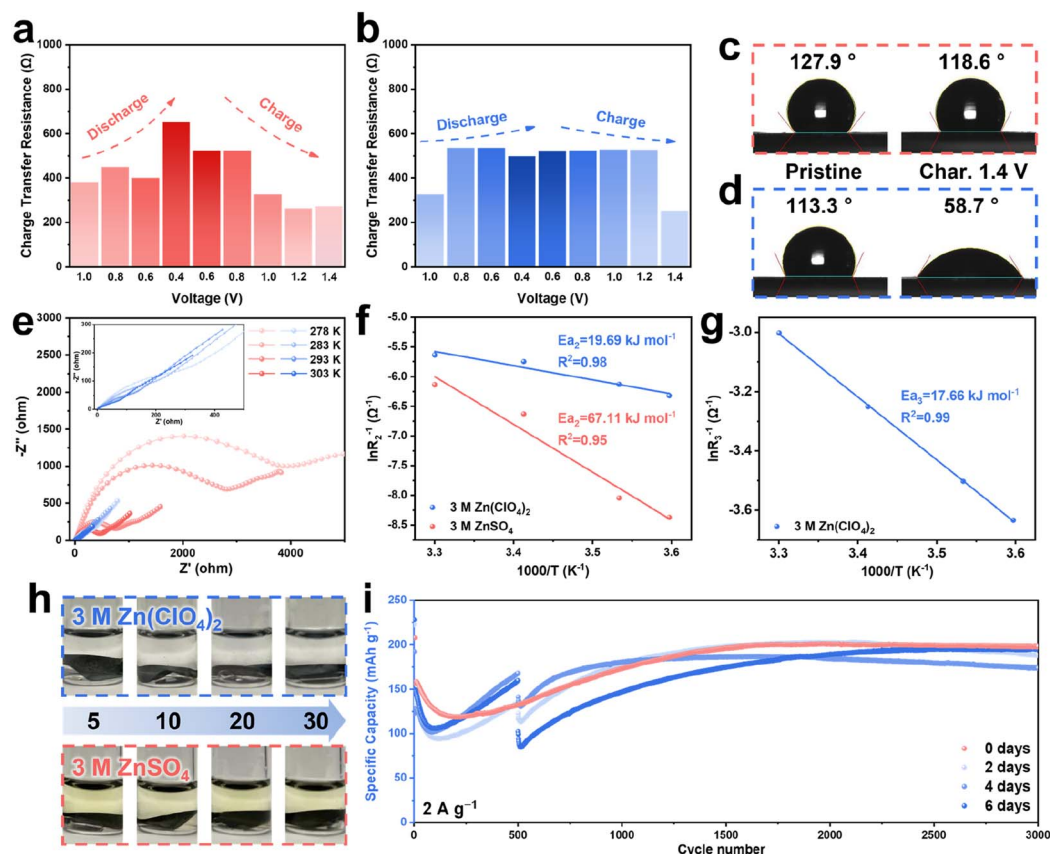 a
Charge Transfer Resistance (Ω)
1000
800
600
400
200
0
Discharge
Charge
1.0 0.8 0.6 0.4 0.6 0.8 1.0 1.2 1.4
Voltage (V)
b
Charge Transfer Resistance (Ω)
1000
800
600
400
200
0
Discharge
Charge
1.0 0.8 0.6 0.4 0.6 0.8 1.0 1.2 1.4
Voltage (V)
c
127.9 °
118.6 °
Pristine
Char. 1.4 V
d
113.3 °
58.7 °
e
-Z'' (ohm)
3000
2500
2000
1500
1000
500
0
-Z'' (ohm)
300
200
100
0
0 200 400
Z' (ohm)
278 K
283 K
293 K
303 K
0 2000 4000
Z' (ohm)
f
lnR₂⁻¹ (Ω⁻¹)
-5.0
-5.5
-6.0
-6.5
-7.0
-7.5
-8.0
-8.5
Ea₂=19.69 kJ mol⁻¹
R²=0.98
Ea₂=67.11 kJ mol⁻¹
R²=0.95
3 M Zn(ClO₄)₂
3 M ZnSO₄
3.3 3.4 3.5 3.6
1000/T (K⁻¹)
g
lnR₃⁻¹ (Ω⁻¹)
-3.0
-3.2
-3.4
-3.6
Ea₃=17.66 kJ mol⁻¹
R²=0.99
3 M Zn(ClO₄)₂
3.3 3.4 3.5 3.6
1000/T (K⁻¹)
h
3 M Zn(ClO₄)₂
5 10 20 30
3 M ZnSO₄
i
Specific Capacity (mAh g⁻¹)
250
200
150
100
50
0
2 A g⁻¹
0 days
2 days
4 days
6 days
0 500 1000 1500 2000 2500 3000
Cycle number